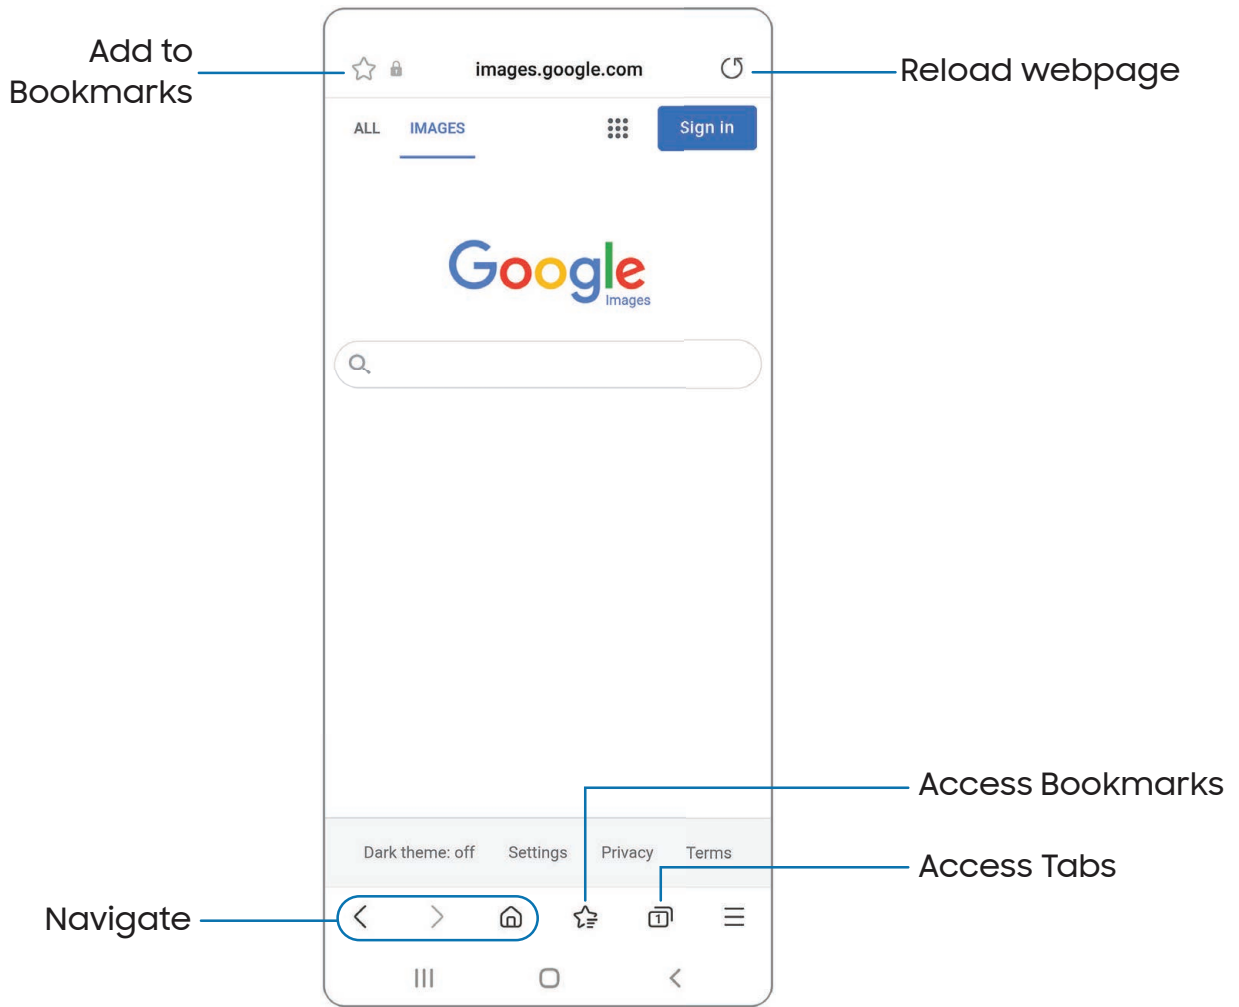 Add to
Bookmarks
images.google.com
Reload webpage
ALL IMAGES
Sign in
Google
Images
Access Bookmarks
Dark theme: off Settings Privacy Terms
Access Tabs
Navigate
1